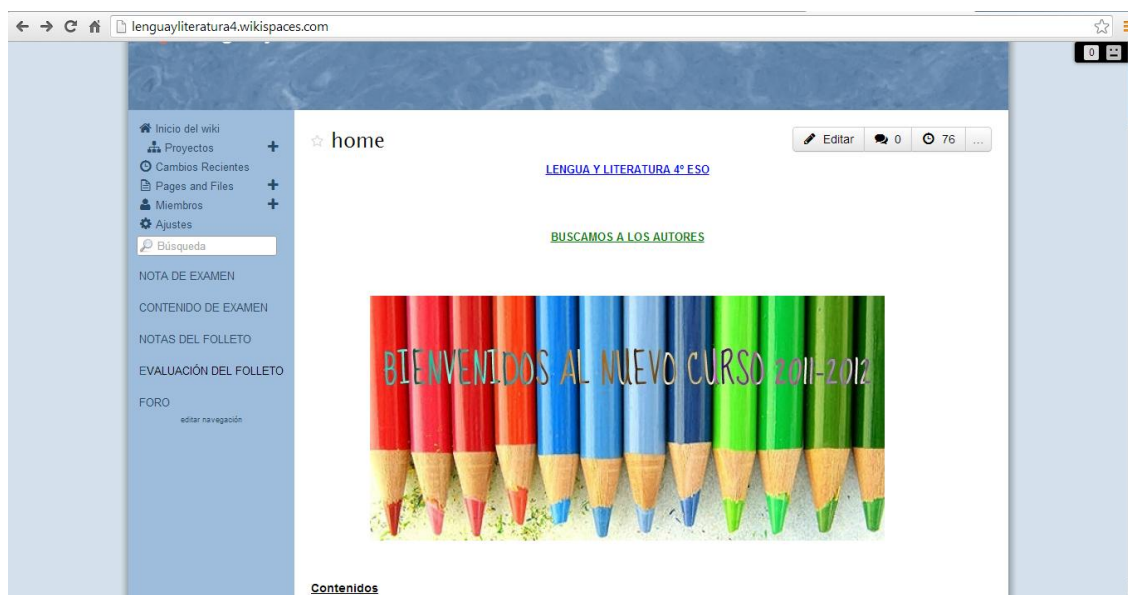 lenguayliteratura4.wikispaces.com
0
Inicio del wiki
Proyectos
Cambios Recientes
Pages and Files
Miembros
Ajustes
Búsqueda
NOTA DE EXAMEN
CONTENIDO DE EXAMEN
NOTAS DEL FOLLETO
EVALUACIÓN DEL FOLLETO
FORO
editar navegación
home
Editar 0 76 ...
LENGUA Y LITERATURA 4º ESO
BUSCAMOS A LOS AUTORES
BIENVENIDOS AL NUEVO CURSO 2011-2012
Contenidos